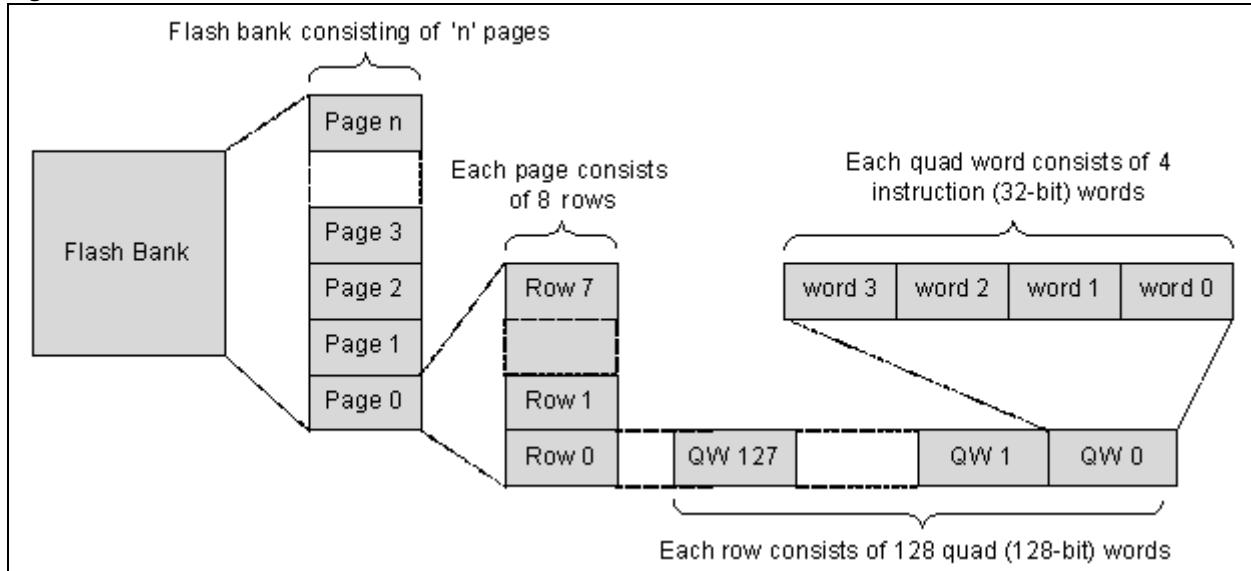 Flash bank consisting of 'n' pages
Page n
Page 3
Page 2
Page 1
Page 0
Flash Bank
Each page consists
of 8 rows
Row 7
Row 1
Row 0
Each quad word consists of 4
instruction (32-bit) words
word 3
word 2
word 1
word 0
QW 127
QW 1
QW 0
Each row consists of 128 quad (128-bit) words